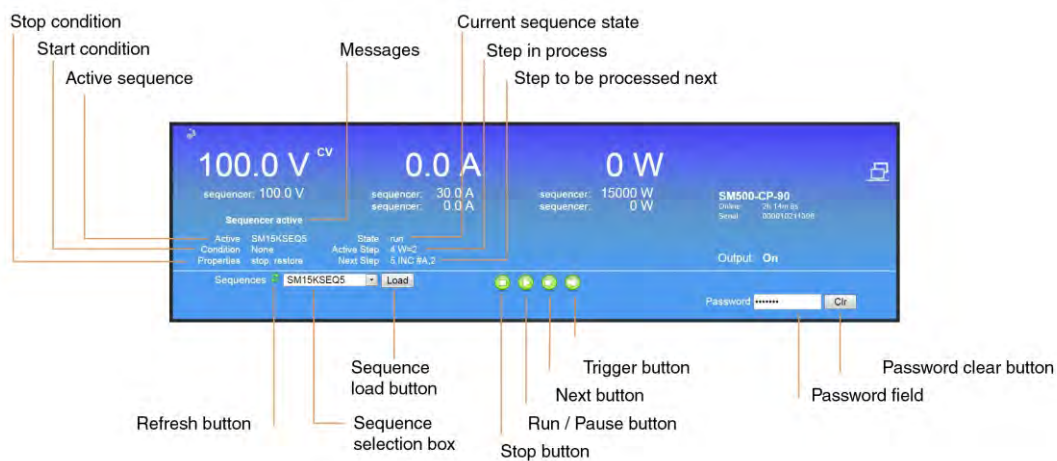 Stop condition
Current sequence state
Start condition
Messages
Step in process
Active sequence
Step to be processed next
100.0 V CV
0.0 A
0 W
sequencer: 100.0 V
sequencer: 30.0 A
sequencer: 15000 W
sequencer: 0.0 A
sequencer: 0 W
SM500-CP-90
Online
Serial
Sequencer active
Active SM15KSEQ5
State run
Condition None
Active Step 4 W=2
Properties stop, restore
Next Step 5 INC #A,2
Output: On
Sequences SM15KSEQ5 Load
Password ••••••• Clr
Sequence load button
Trigger button
Password clear button
Next button
Password field
Refresh button
Sequence selection box
Run / Pause button
Stop button